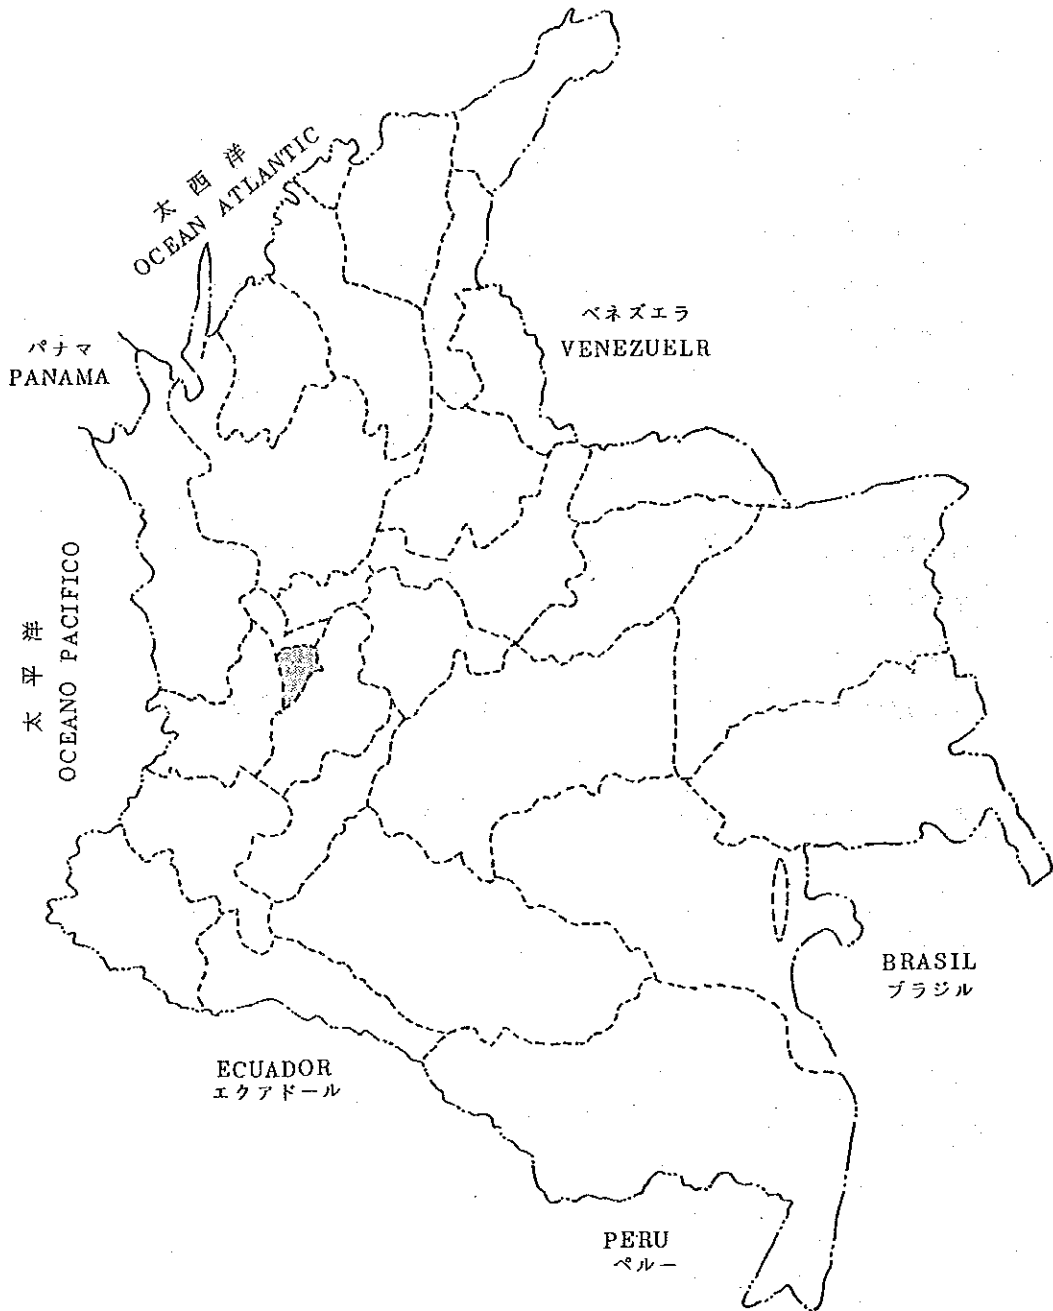 太西洋
OCEAN ATLANTIC
ベネズエラ
VENEZUELR
パナマ
PANAMA
太平洋
OCEANO PACIFICO
BRASIL
ブラジル
ECUADOR
エクアドール
PERU
ペルー